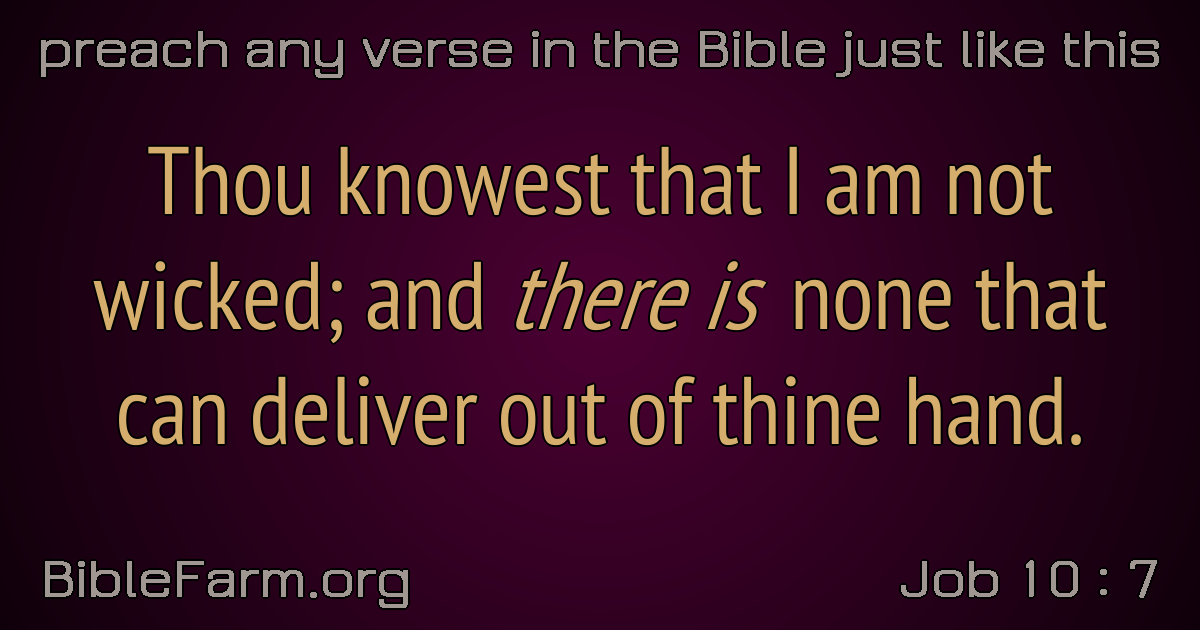 preach any verse in the Bible just like this
Thou knowest that I am not
wicked; and there is none that
can deliver out of thine hand.
BibleFarm.org
Job 10 : 7